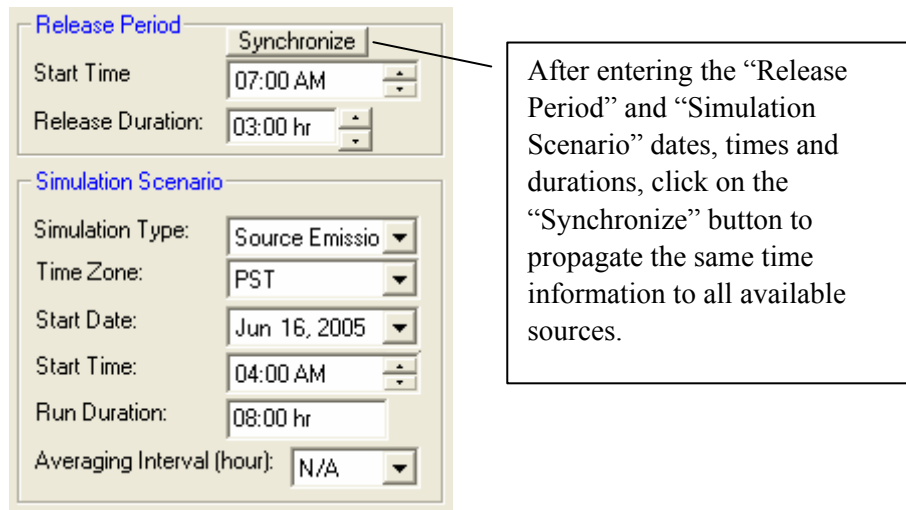 Release Period
Synchronize
Start Time
07:00 AM
Release Duration:
03:00 hr
Simulation Scenario
Simulation Type:
Source Emissio
Time Zone:
PST
Start Date:
Jun 16, 2005
Start Time:
04:00 AM
Run Duration:
08:00 hr
Averaging Interval (hour):
N/A
After entering the “Release
Period” and “Simulation
Scenario” dates, times and
durations, click on the
“Synchronize” button to
propagate the same time
information to all available
sources.